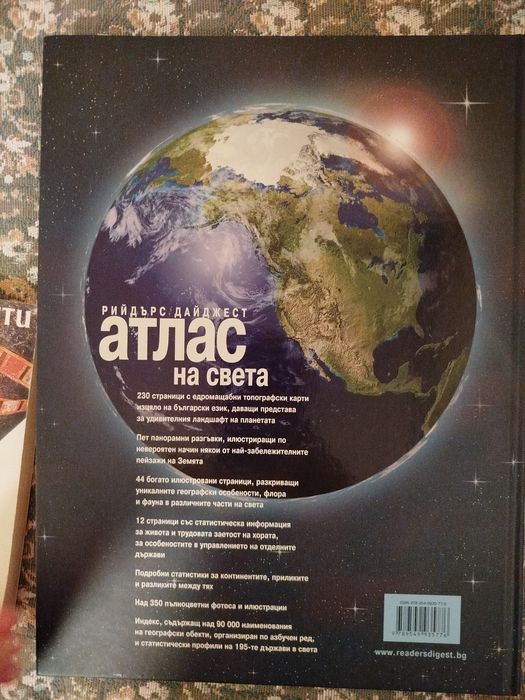 РИЙДЪРС ДАЙДЖЕСТ
атлас
на света
230 страници с едромащабни топографски карти
изцяло на български език, даващи представа
за удивителния ландшафт на планетата
Пет панорамни разгъвки, илюстриращи по
невероятен начин някои от най-забележителните
пейзажи на Земята
44 богато илюстровани страници, разкриващи
уникалните географски особености, флора
и фауна в различните части на света
12 страници със статистическа информация
за живота и трудовата заетост на хората,
за особеностите в управлението на отделните
държави
Подробни статистики за континентите, приликите
и разликите между тях
Над 350 пълноцветни фотоса и илюстрации
Индекс, съдържащ над 90 000 наименования
на географски обекти, организиран по азбучен ред,
и статистически профили на 195-те държави в света
www.readersdigest.bg